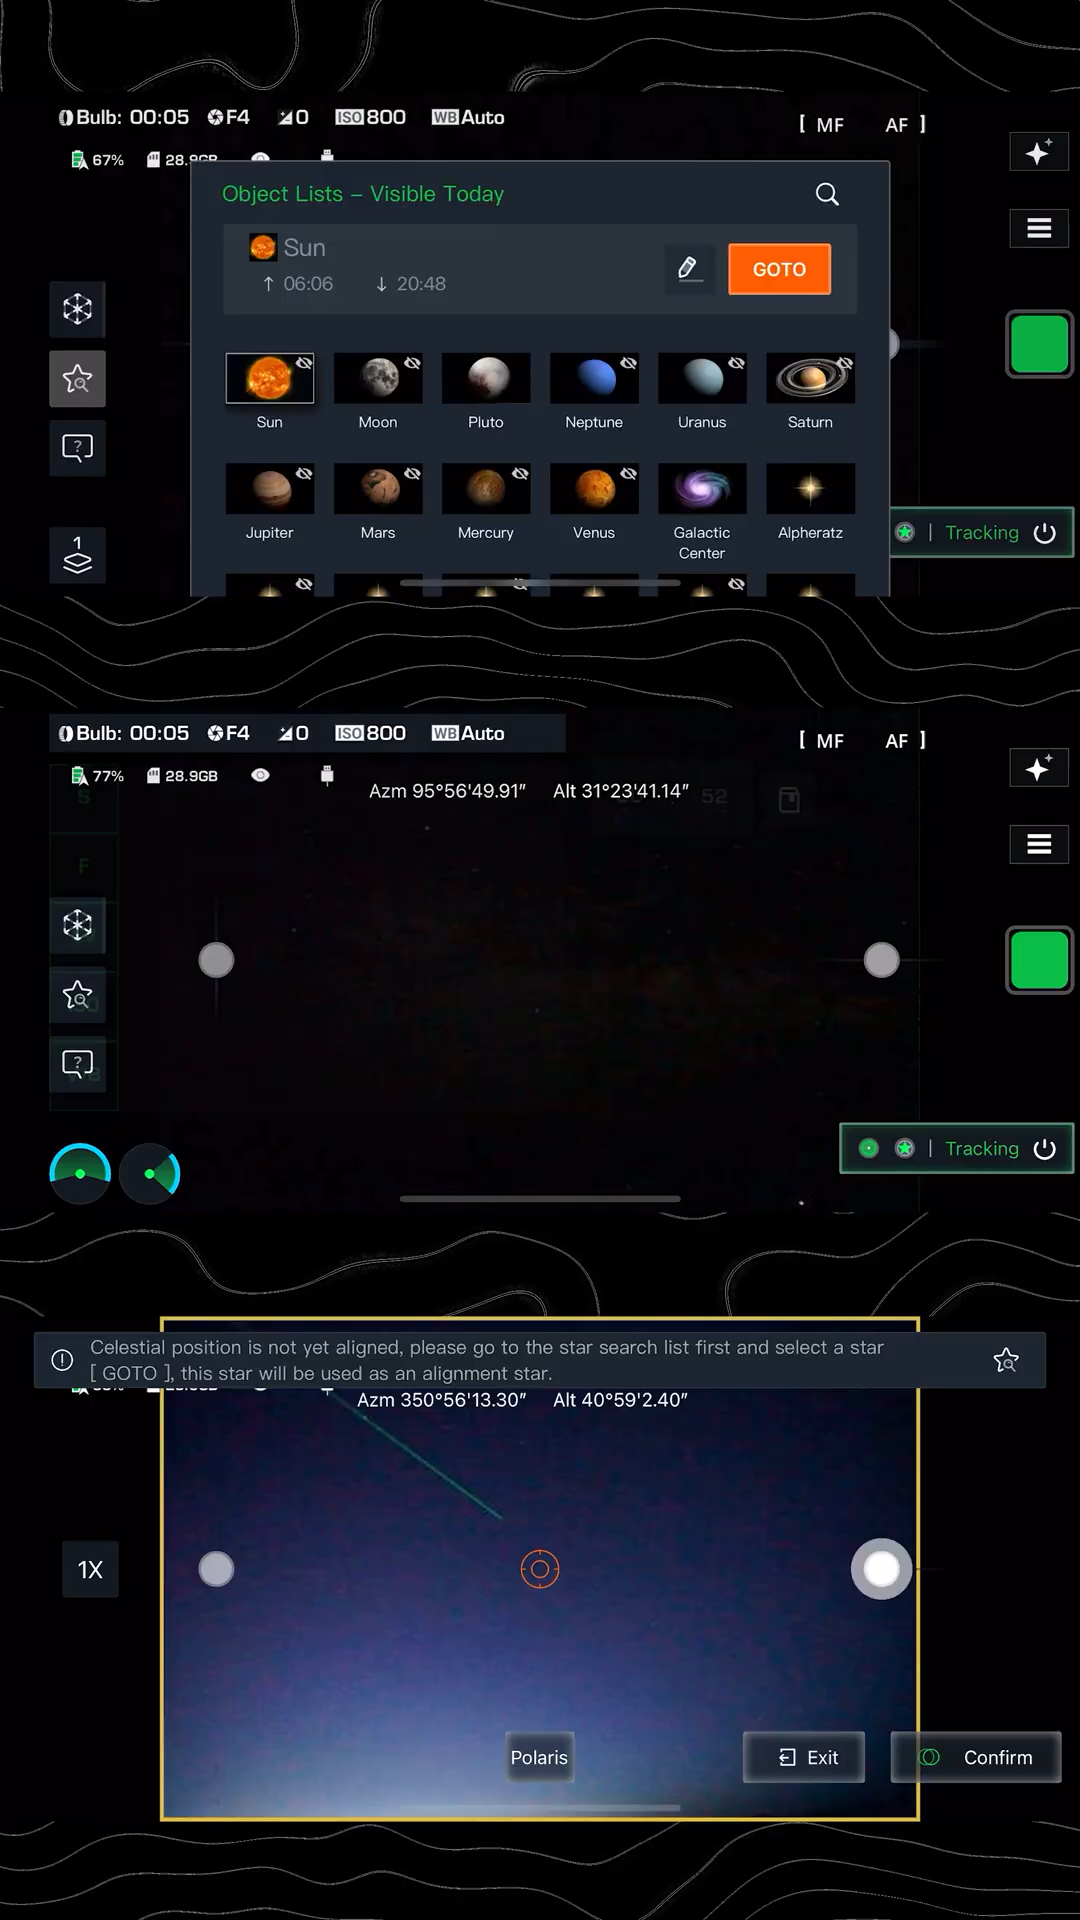 Bulb: 00:05 F4 0 ISO 800 WB Auto
[ MF AF ]
67% 28.9GB
Object Lists – Visible Today
Sun
↑ 06:06 ↓ 20:48
GOTO
Sun Moon Pluto Neptune Uranus Saturn
Jupiter Mars Mercury Venus Galactic Center Alpheratz
1
| Tracking
Bulb: 00:05 F4 0 ISO 800 WB Auto
[ MF AF ]
77% 28.9GB
Azm 95°56'49.91" Alt 31°23'41.14"
52
S
F
| Tracking
Celestial position is not yet aligned, please go to the star search list first and select a star
[ GOTO ], this star will be used as an alignment star.
Azm 350°56'13.30" Alt 40°59'2.40"
1X
Polaris
Exit
Confirm